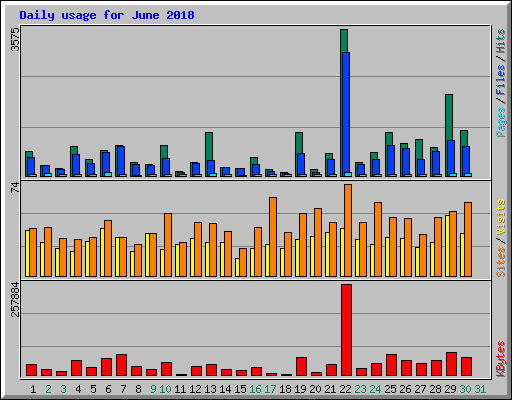 Daily usage for June 2018
3575
Pages / Files / Hits
74
Sites / Visits
257884
KBytes
1 2 3 4 5 6 7 8 9 10 11 12 13 14 15 16 17 18 19 20 21 22 23 24 25 26 27 28 29 30 31